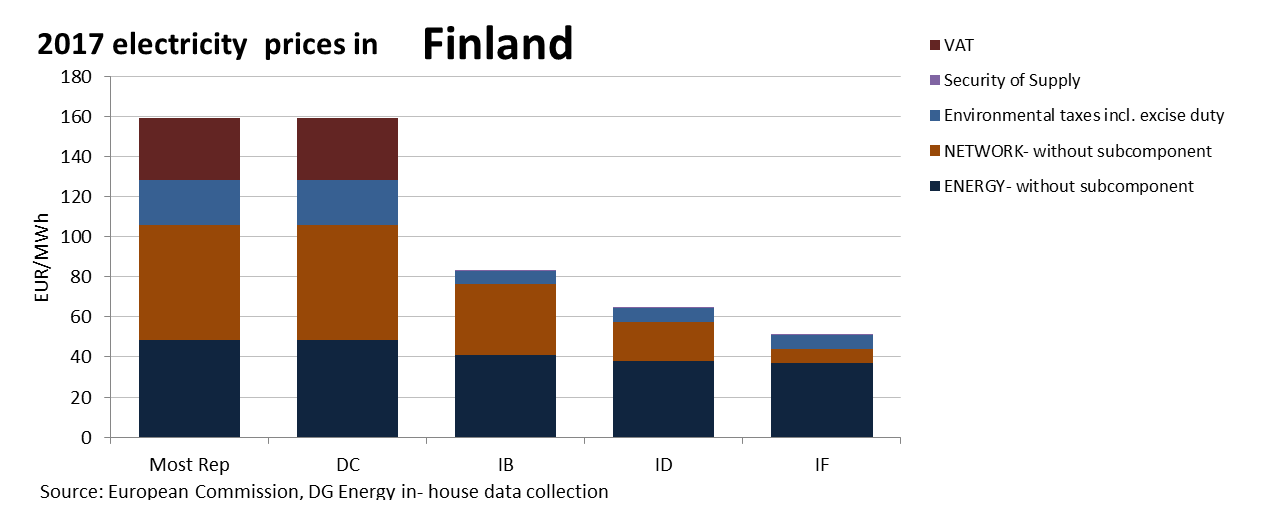 2017 electricity prices in Finland
VAT
Security of Supply
Environmental taxes incl. excise duty
NETWORK- without subcomponent
ENERGY- without subcomponent
EUR/MWh
180
160
140
120
100
80
60
40
20
0
Most Rep DC IB ID IF
Source: European Commission, DG Energy in- house data collection